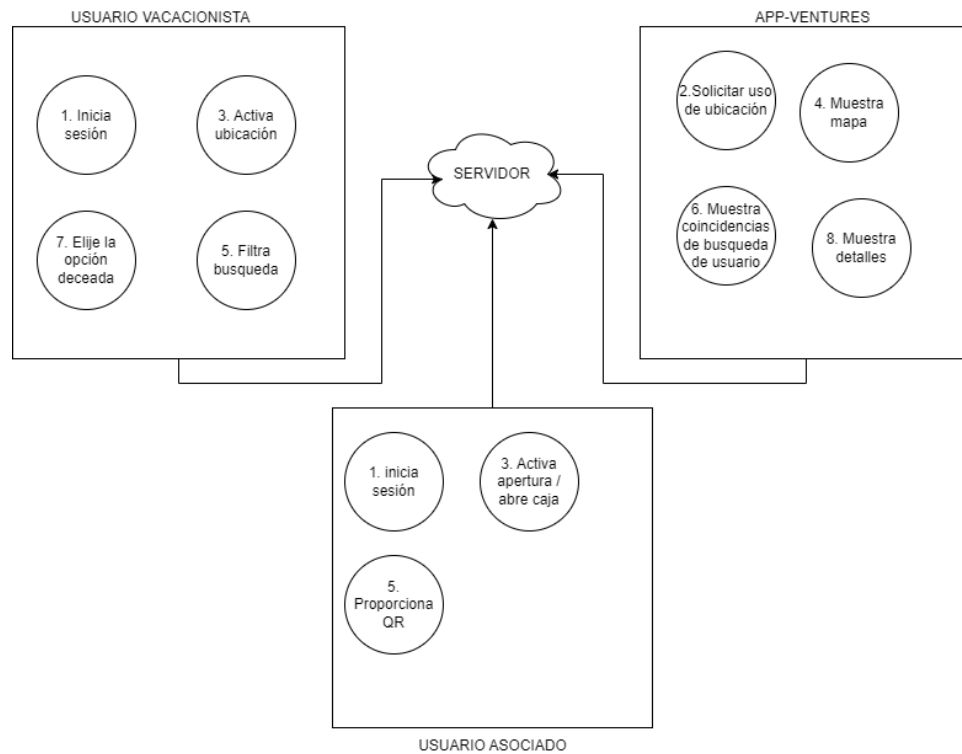 USUARIO VACACIONISTA
1. Inicia
sesión
3. Activa
ubicación
7. Elije la
opción
deceada
5. Filtra
busqueda
SERVIDOR
APP-VENTURES
2.Solicitar uso
de ubicación
4. Muestra
mapa
6. Muestra
coincidencias
de busqueda
de usuario
8. Muestra
detalles
1. inicia
sesión
3. Activa
apertura /
abre caja
5.
Proporciona
QR
USUARIO ASOCIADO